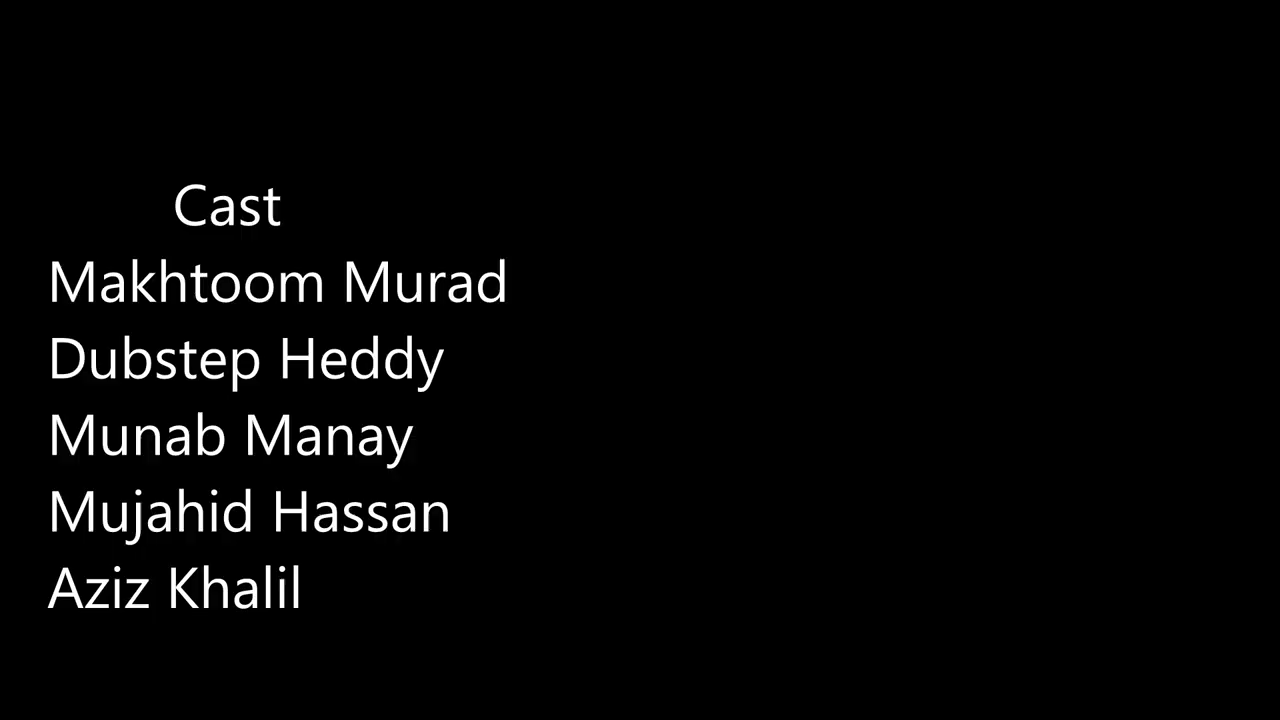 Cast
Makhtoom Murad
Dubstep Heddy
Munab Manay
Mujahid Hassan
Aziz Khalil